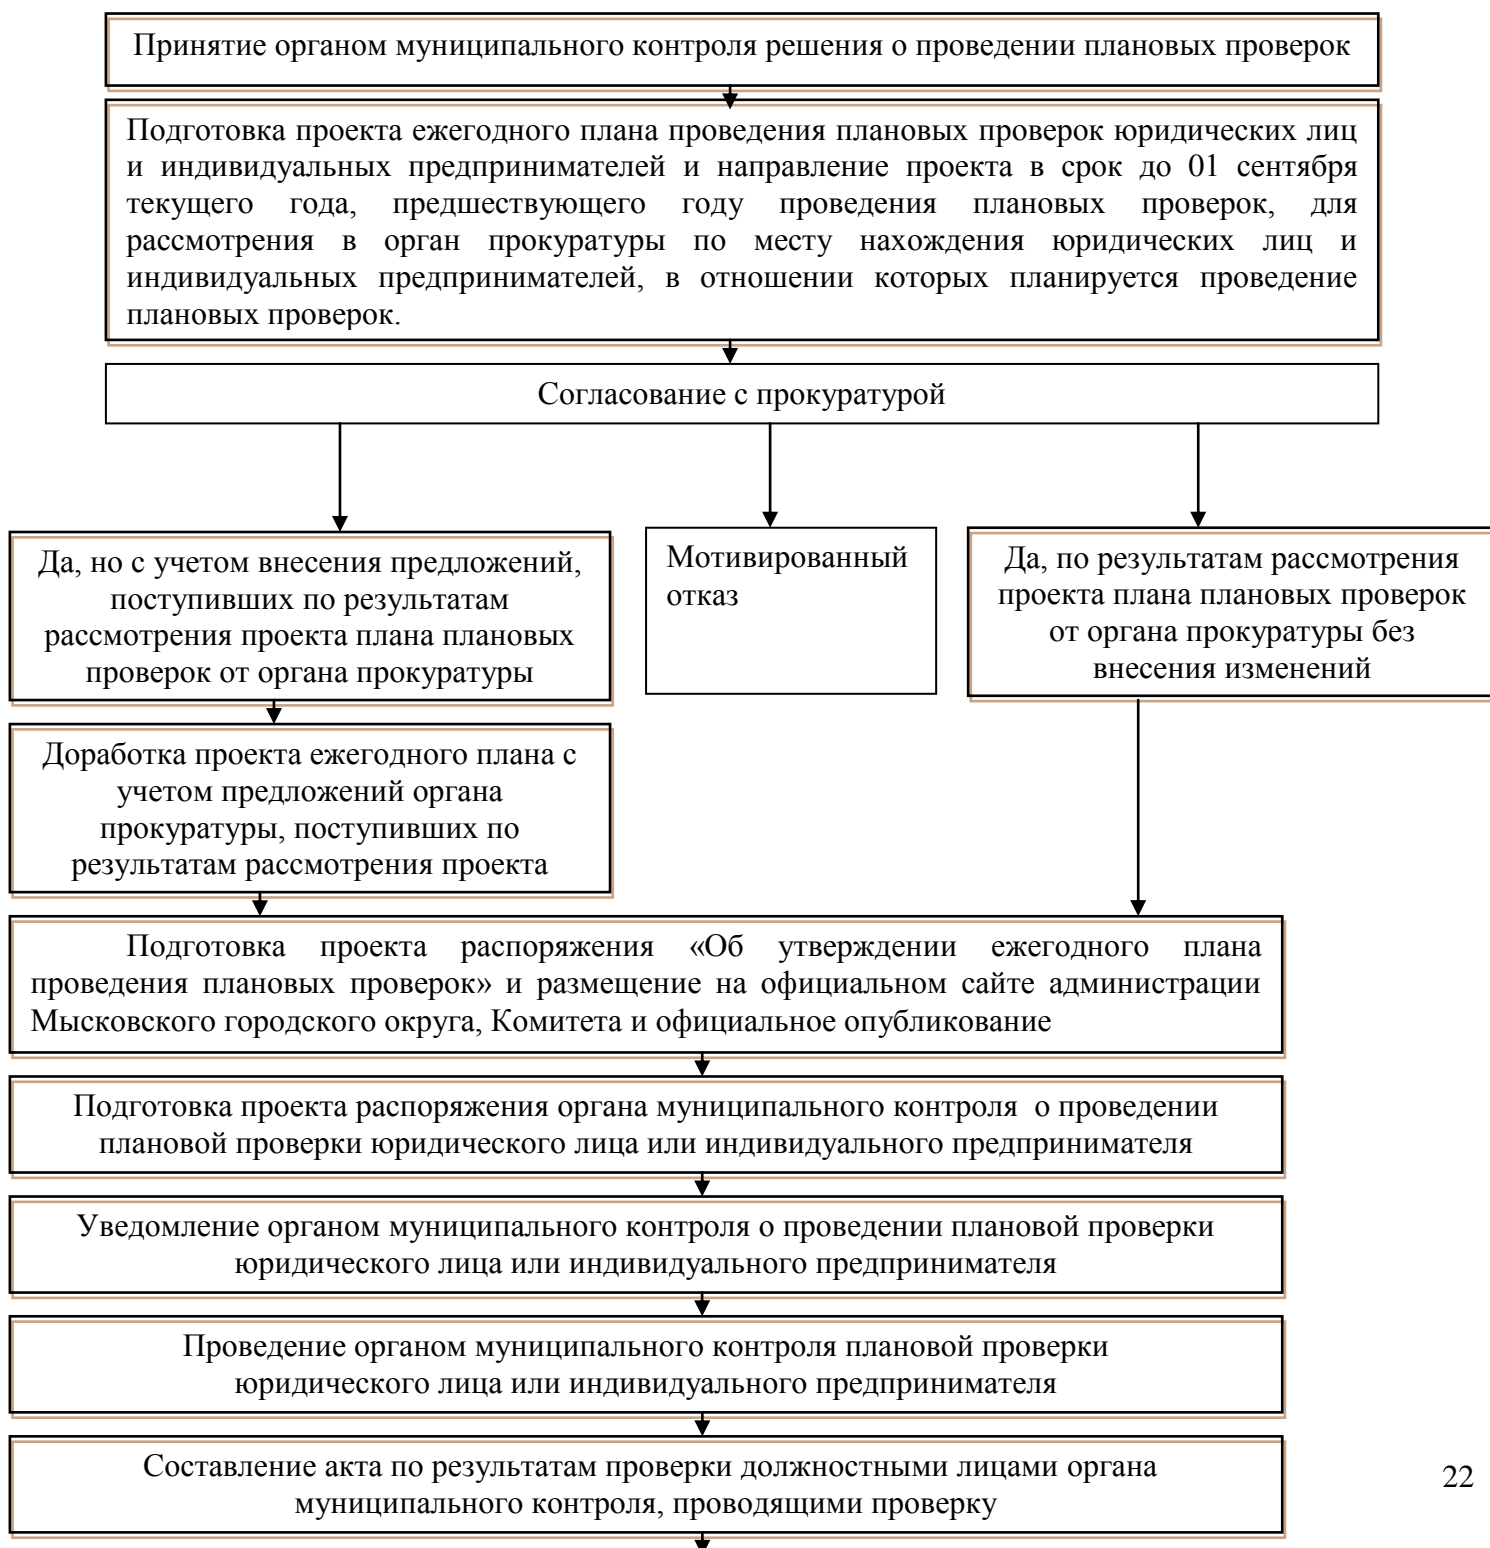 Принятие органом муниципального контроля решения о проведении плановых проверок
Подготовка проекта ежегодного плана проведения плановых проверок юридических лиц
и индивидуальных предпринимателей и направление проекта в срок до 01 сентября
текущего года, предшествующего году проведения плановых проверок, для
рассмотрения в орган прокуратуры по месту нахождения юридических лиц и
индивидуальных предпринимателей, в отношении которых планируется проведение
плановых проверок.
Согласование с прокуратурой
Да, но с учетом внесения предложений,
поступивших по результатам
рассмотрения проекта плана плановых
проверок от органа прокуратуры
Мотивированный
отказ
Да, по результатам рассмотрения
проекта плана плановых проверок
от органа прокуратуры без
внесения изменений
Доработка проекта ежегодного плана с
учетом предложений органа
прокуратуры, поступивших по
результатам рассмотрения проекта
Подготовка проекта распоряжения «Об утверждении ежегодного плана
проведения плановых проверок» и размещение на официальном сайте администрации
Мысковского городского округа, Комитета и официальное опубликование
Подготовка проекта распоряжения органа муниципального контроля о проведении
плановой проверки юридического лица или индивидуального предпринимателя
Уведомление органом муниципального контроля о проведении плановой проверки
юридического лица или индивидуального предпринимателя
Проведение органом муниципального контроля плановой проверки
юридического лица или индивидуального предпринимателя
Составление акта по результатам проверки должностными лицами органа
муниципального контроля, проводящими проверку
22